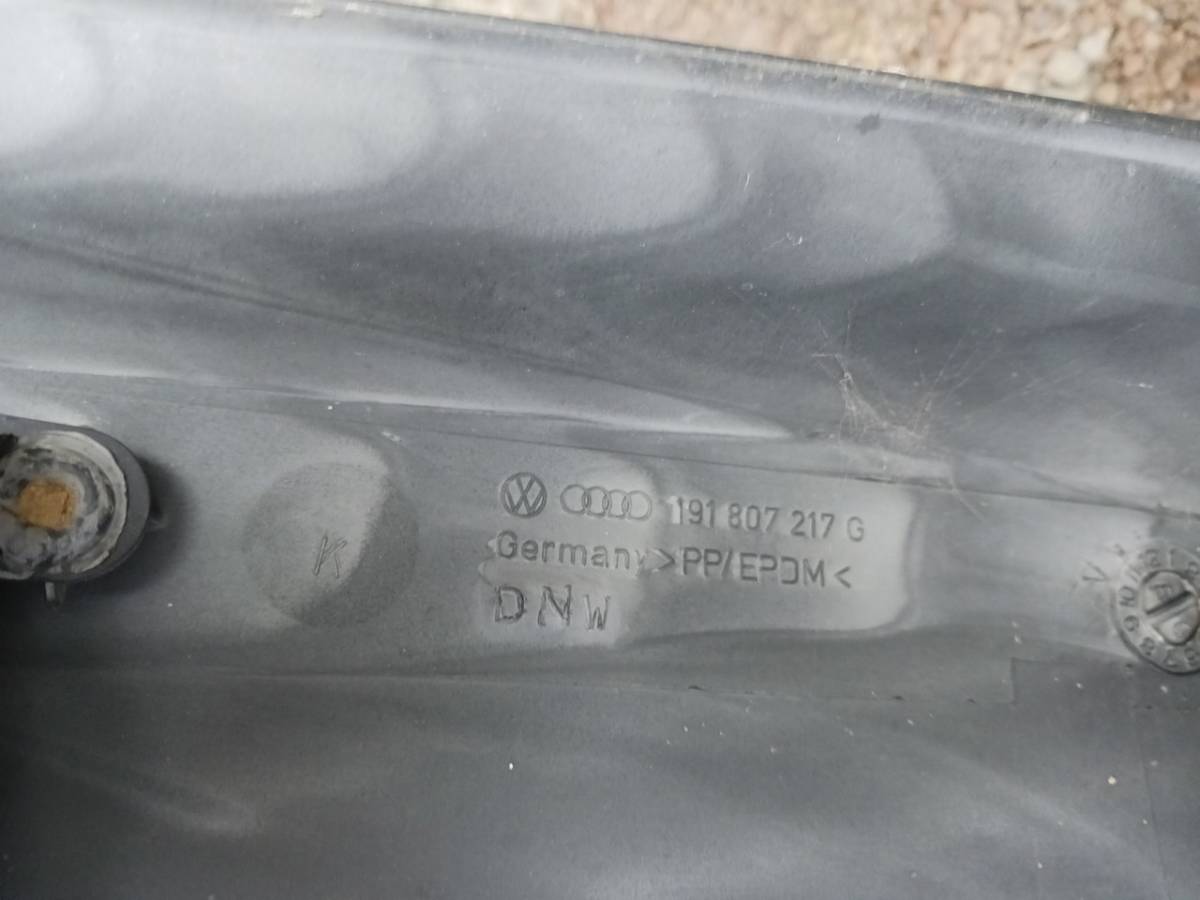 191 807 217 G
Germany >PP/EPDM<
DNW
K